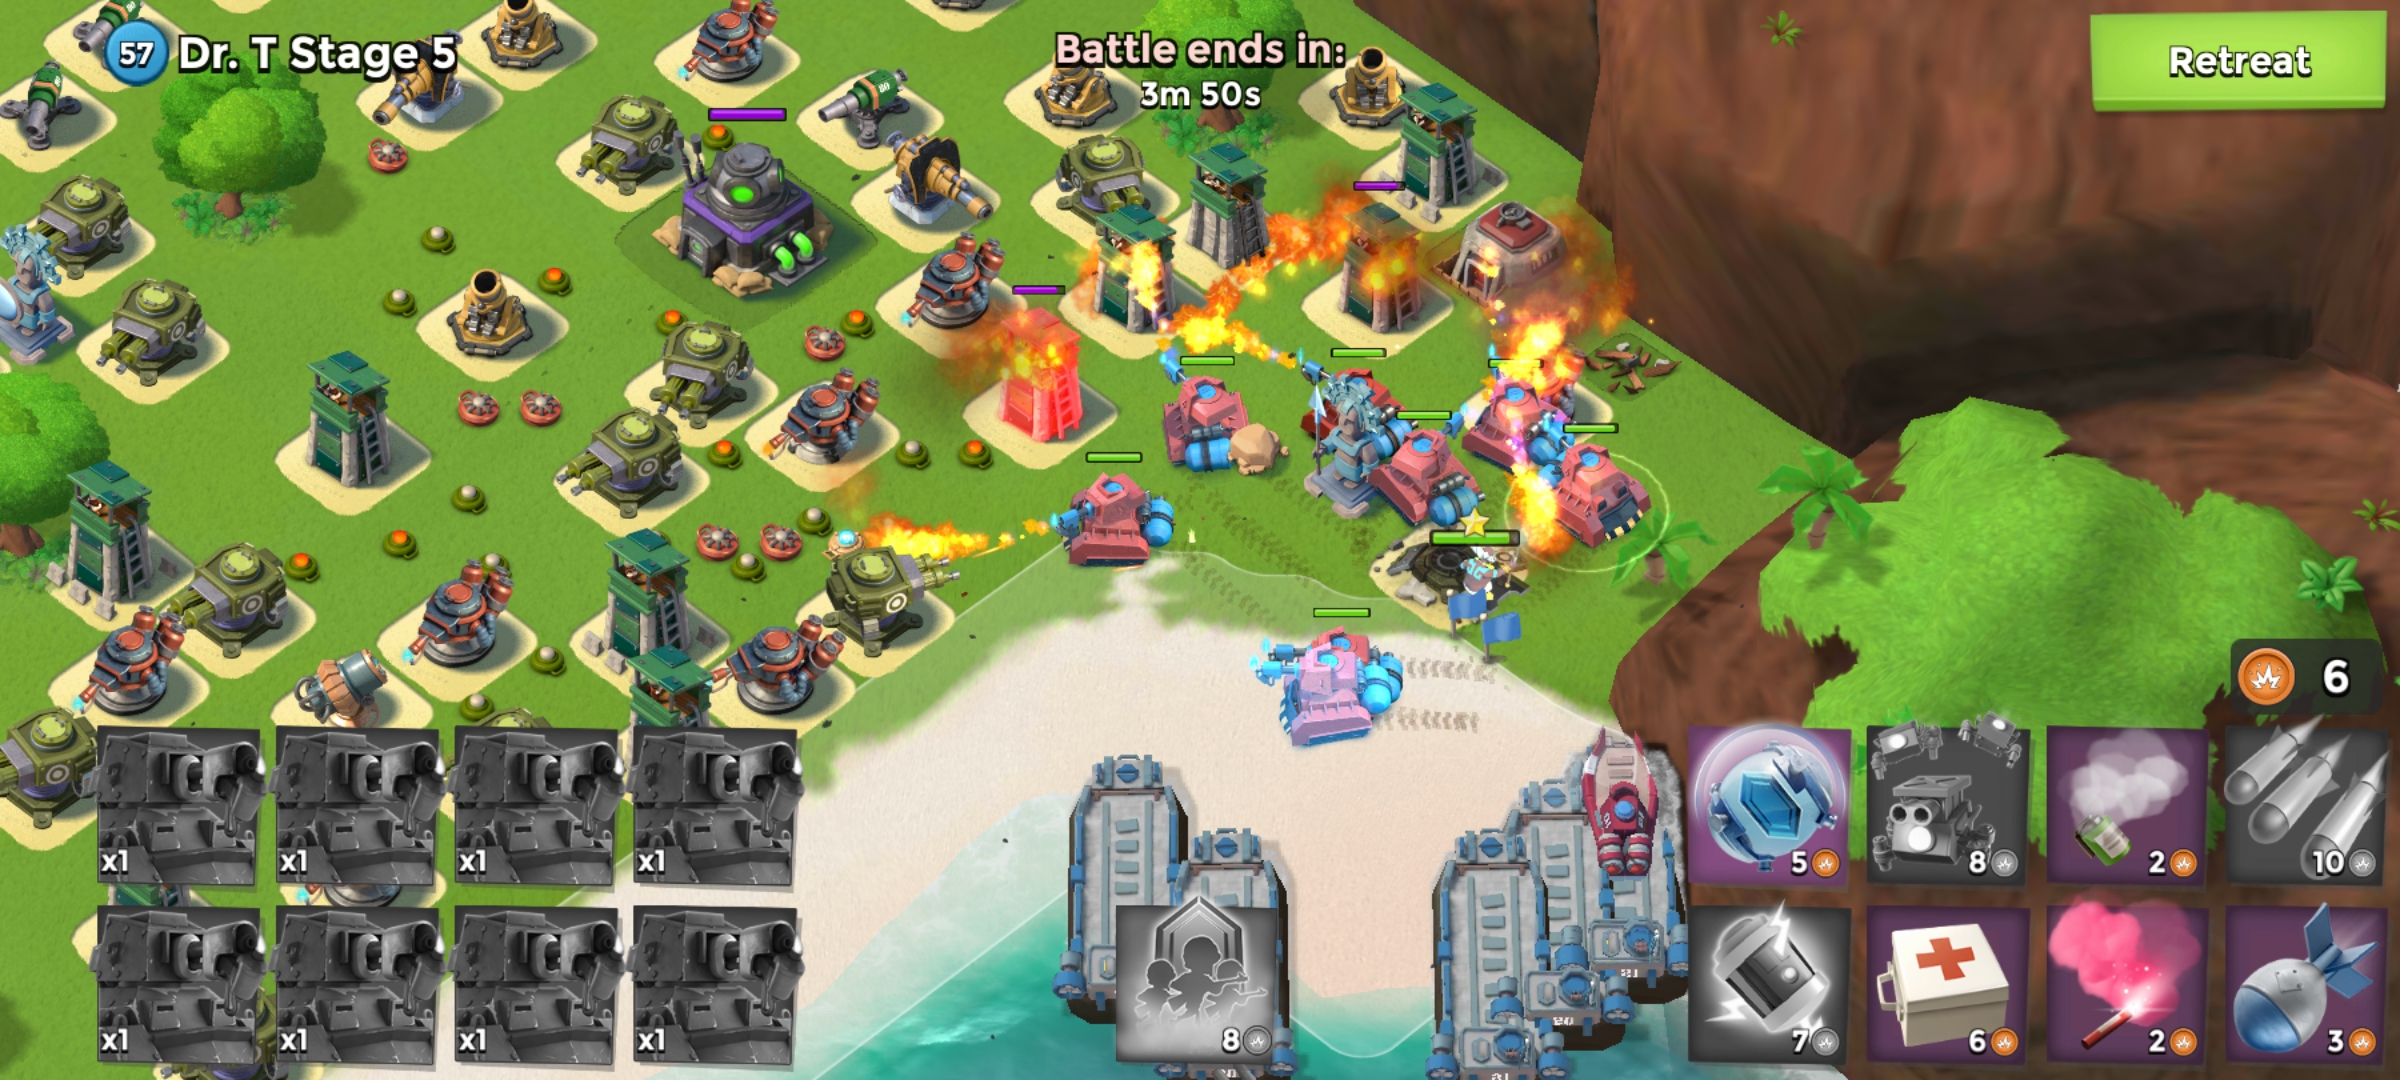 57 Dr. T Stage 5
Battle ends in:
3m 50s
Retreat
6
x1 x1 x1 x1
5 8 2 10
x1 x1 x1 x1
8
7 6 2 3